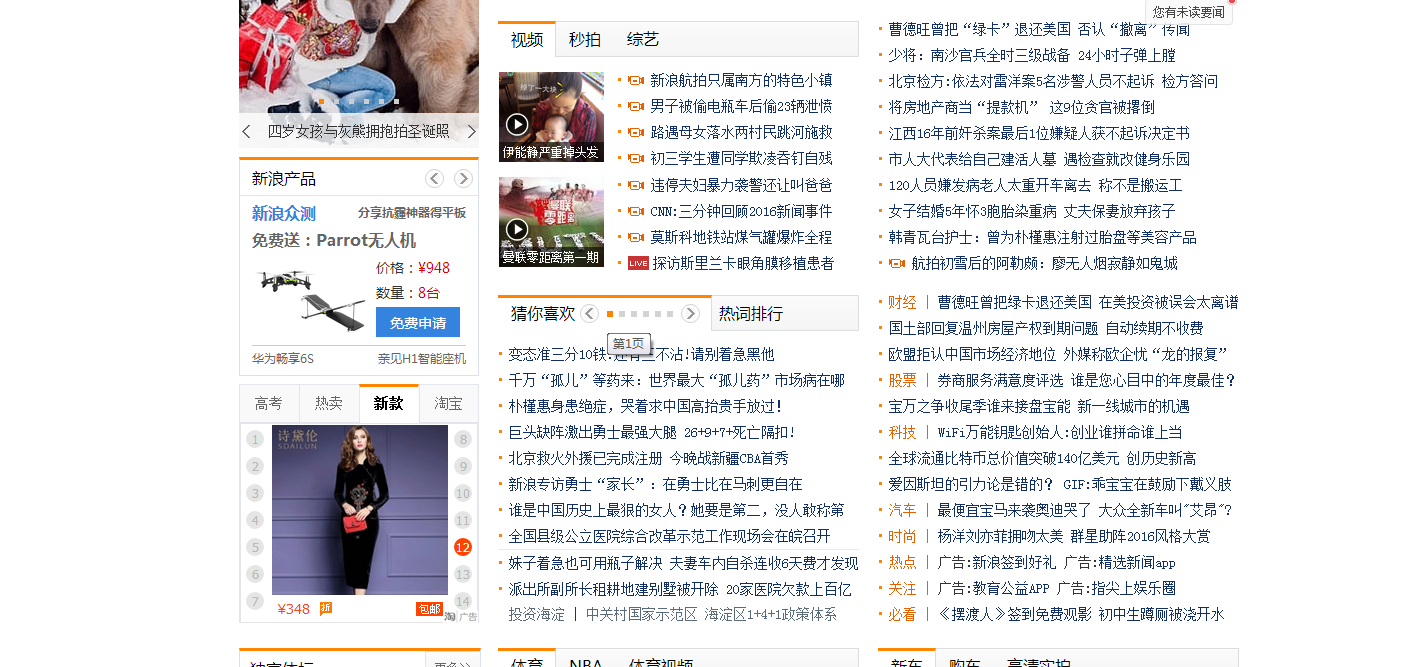 四岁女孩与灰熊拥抱拍圣诞照
新浪产品
新浪众测 分享抗霾神器得平板
免费送：Parrot无人机
价格：¥948
数量：8台
免费申请
华为畅享6S 亲见H1智能座机
高考 热卖 新款 淘宝
诗黛伦
SDAILUN
1 8
2 9
3 10
4 11
5 12
6 13
7 14
¥348 折 包邮
淘 广告
视频 秒拍 综艺
伊能静严重掉头发
曼联零距离第一期
新浪航拍只属南方的特色小镇
男子被偷电瓶车后偷23辆泄愤
路遇母女落水两村民跳河施救
初三学生遭同学欺凌吞钉自残
违停夫妇暴力袭警还让叫爸爸
CNN:三分钟回顾2016新闻事件
莫斯科地铁站煤气罐爆炸全程
LIVE 探访斯里兰卡眼角膜移植患者
猜你喜欢 热词排行
第1页
变态准三分10铁!还有三不沾!请别着急黑他
千万“孤儿”等药来：世界最大“孤儿药”市场病在哪
朴槿惠身患绝症，哭着求中国高抬贵手放过！
巨头缺阵激出勇士最强大腿 26+9+7+死亡隔扣！
北京救火外援已完成注册 今晚战新疆CBA首秀
新浪专访勇士“家长”：在勇士比在马刺更自在
谁是中国历史上最狠的女人？她要是第二，没人敢称第
全国县级公立医院综合改革示范工作现场会在皖召开
妹子着急也可用瓶子解决 夫妻车内自杀连收6天费才发现
派出所副所长租耕地建别墅被开除 20家医院欠款上百亿
投资海淀 | 中关村国家示范区 海淀区1+4+1政策体系
您有未读要闻
曹德旺曾把“绿卡”退还美国 否认“撤离”传闻
少将：南沙官兵全时三级战备 24小时子弹上膛
北京检方:依法对雷洋案5名涉警人员不起诉 检方答问
将房地产商当“提款机” 这9位贪官被撂倒
江西16年前奸杀案最后1位嫌疑人获不起诉决定书
市人大代表给自己建活人墓 遇检查就改健身乐园
120人员嫌发病老人太重开车离去 称不是搬运工
女子结婚5年怀3胞胎染重病 丈夫保妻放弃孩子
韩青瓦台护士：曾为朴槿惠注射过胎盘等美容产品
航拍初雪后的阿勒颇：廖无人烟寂静如鬼城
财经 | 曹德旺曾把绿卡退还美国 在美投资被误会太离谱
国土部回复温州房屋产权到期问题 自动续期不收费
欧盟拒认中国市场经济地位 外媒称欧企忧“龙的报复”
股票 | 券商服务满意度评选 谁是您心目中的年度最佳？
宝万之争收尾季谁来接盘宝能 新一线城市的机遇
科技 | WiFi万能钥匙创始人:创业谁拼命谁上当
全球流通比特币总价值突破140亿美元 创历史新高
爱因斯坦的引力论是错的？ GIF:乖宝宝在鼓励下戴义肢
汽车 | 最便宜宝马来袭奥迪哭了 大众全新车叫"艾昂"?
时尚 | 杨洋刘亦菲拥吻太美 群星助阵2016风格大赏
热点 | 广告:新浪签到好礼 广告:精选新闻app
关注 | 广告:教育公益APP 广告:指尖上娱乐圈
必看 | 《摆渡人》签到免费观影 初中生蹲厕被浇开水
体育 NBA 体育视频
新车 购车 高清实拍